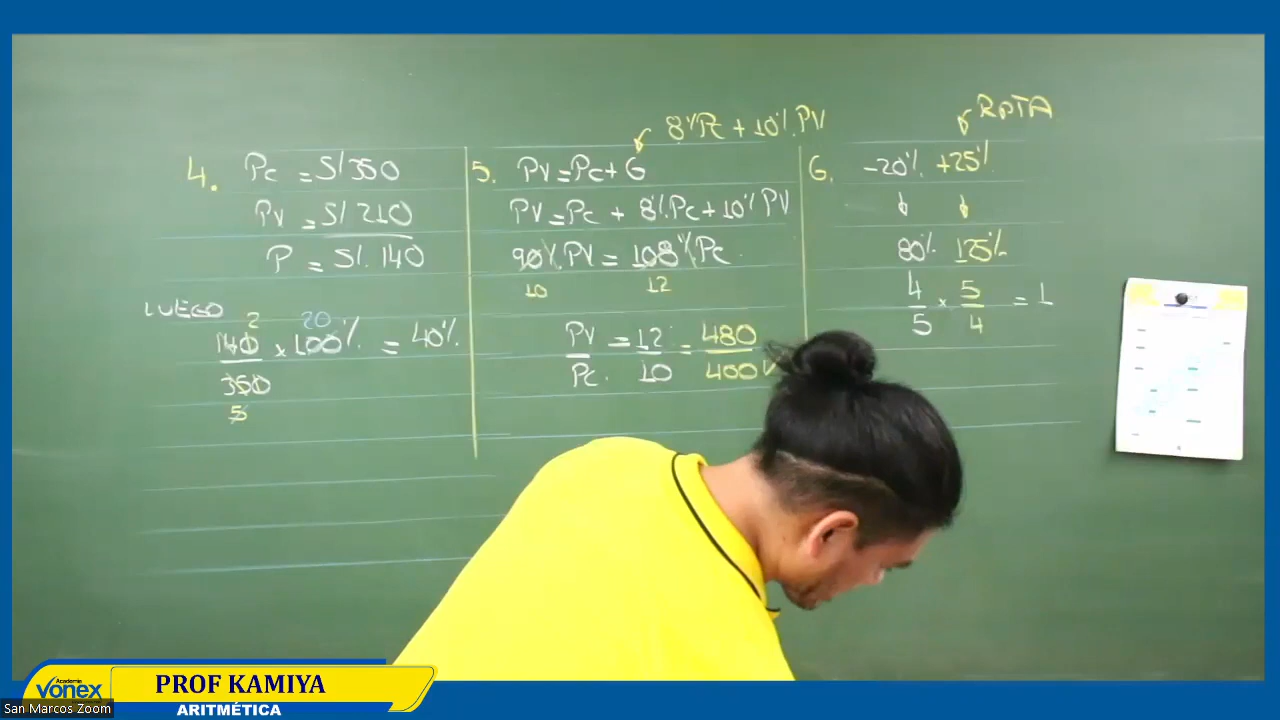 4. Pc = S/350
PV = S/ 210
P = S/. 140
LUEGO
2 20
140 × 100% = 40%
350
5
8%Pc + 10%.PV
5. PV = Pc + G
PV = Pc + 8%.Pc + 10% PV
90%.PV = 108% Pc
10 12
PV = 12 = 480
Pc. 10 400
RPTA
6. -20% +25%
80% 125%
4 × 5 = 1
5 4
Academia
VONEX
PROF KAMIYA
ARITMÉTICA
San Marcos Zoom